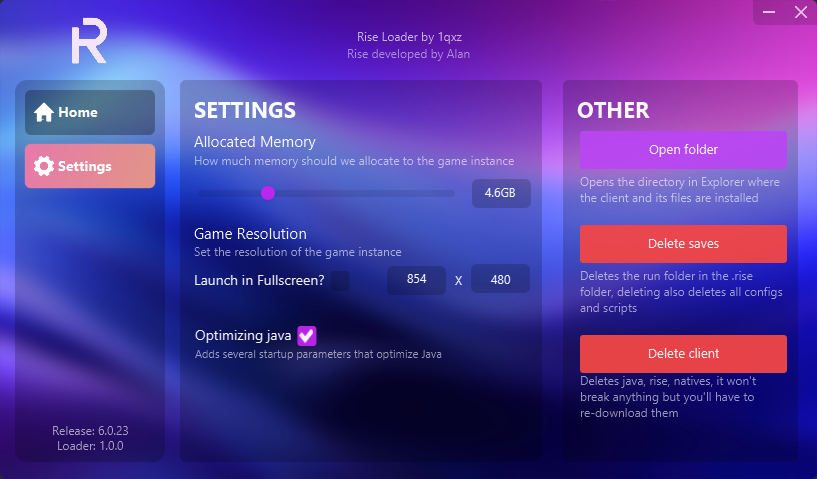 Rise Loader by 1qxz
Rise developed by Alan
Home
Settings
Release: 6.0.23
Loader: 1.0.0
SETTINGS
Allocated Memory
How much memory should we allocate to the game instance
4.6GB
Game Resolution
Set the resolution of the game instance
Launch in Fullscreen? 854 X 480
Optimizing java
Adds several startup parameters that optimize Java
OTHER
Open folder
Opens the directory in Explorer where
the client and its files are installed
Delete saves
Deletes the run folder in the .rise
folder, deleting also deletes all configs
and scripts
Delete client
Deletes java, rise, natives, it won't
break anything but you'll have to
re-download them